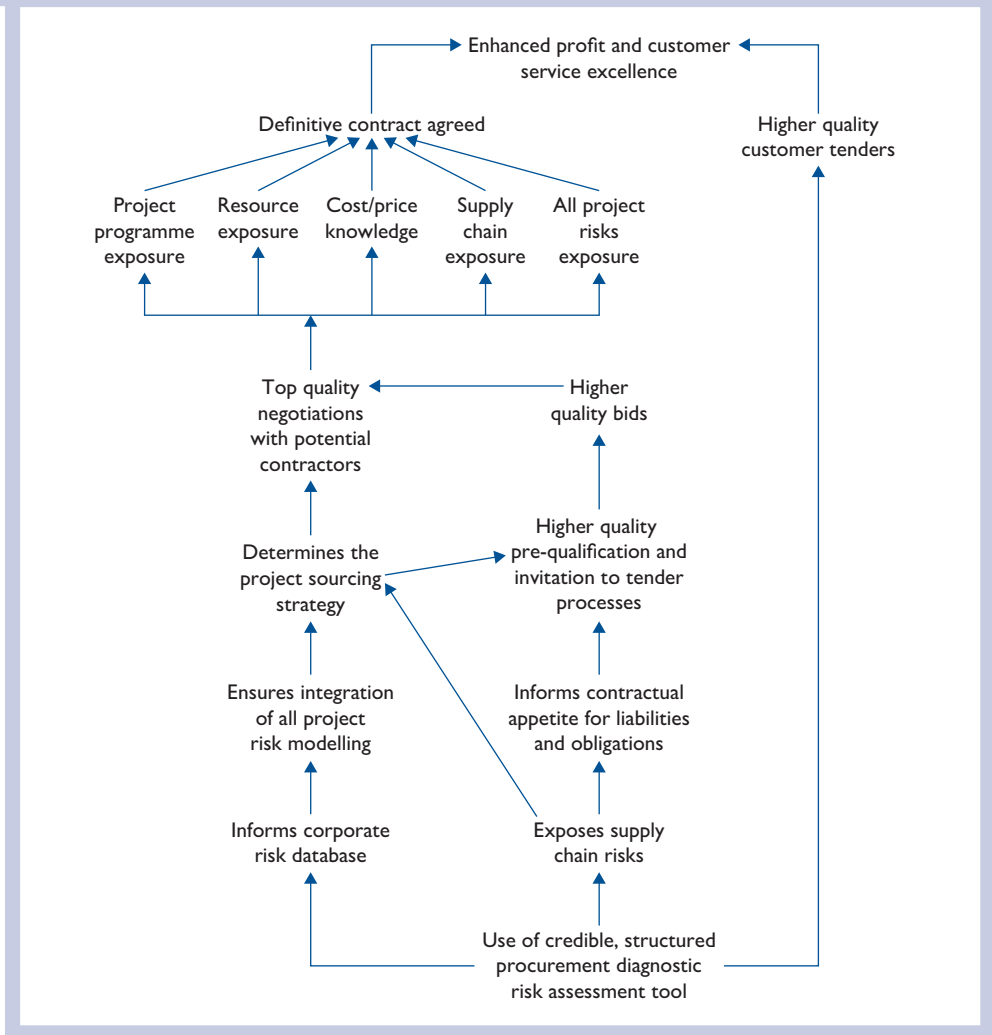 Enhanced profit and customer
service excellence
Definitive contract agreed
Higher quality
customer tenders
Project
programme
exposure
Resource
exposure
Cost/price
knowledge
Supply
chain
exposure
All project
risks
exposure
Top quality
negotiations
with potential
contractors
Higher
quality bids
Determines the
project sourcing
strategy
Higher quality
pre-qualification and
invitation to tender
processes
Ensures integration
of all project
risk modelling
Informs contractual
appetite for liabilities
and obligations
Informs corporate
risk database
Exposes supply
chain risks
Use of credible, structured
procurement diagnostic
risk assessment tool